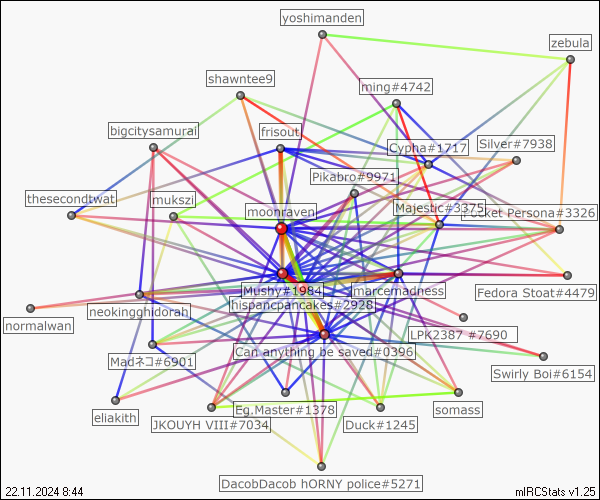 yoshimanden
zebula
shawntee9
ming#4742
bigcitysamurai
frisout
Cypha#1717
Silver#7938
Pikabro#9971
thesecondtwat
mukszi
moonraven
Majestic#3375
Persona#3326
Mushy#1984
marcemadness
Fedora Stoat#4479
neokingghidorah
hispancpancakes#2928
normalwan
LPK2387 #7690
Madネコ#6901
Can anything be saved#0396
Swirly Boi#6154
eliakith
JKOUYH VIII#7034
Eg.Master#1378
Duck#1245
somass
DacobDacob hORNY police#5271
22.11.2024 8:44
mIRCStats v1.25